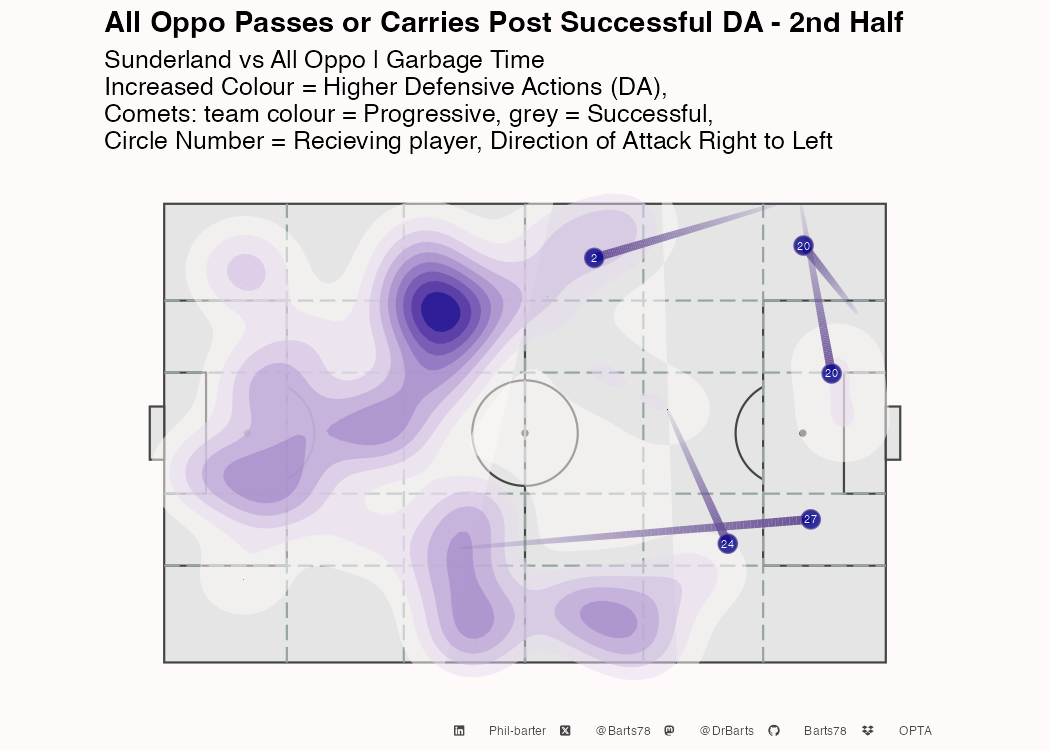 All Oppo Passes or Carries Post Successful DA - 2nd Half
Sunderland vs All Oppo | Garbage Time
Increased Colour = Higher Defensive Actions (DA),
Comets: team colour = Progressive, grey = Successful,
Circle Number = Recieving player, Direction of Attack Right to Left
20
2
20
27
24
Phil-barter @Barts78 @DrBarts Barts78 OPTA